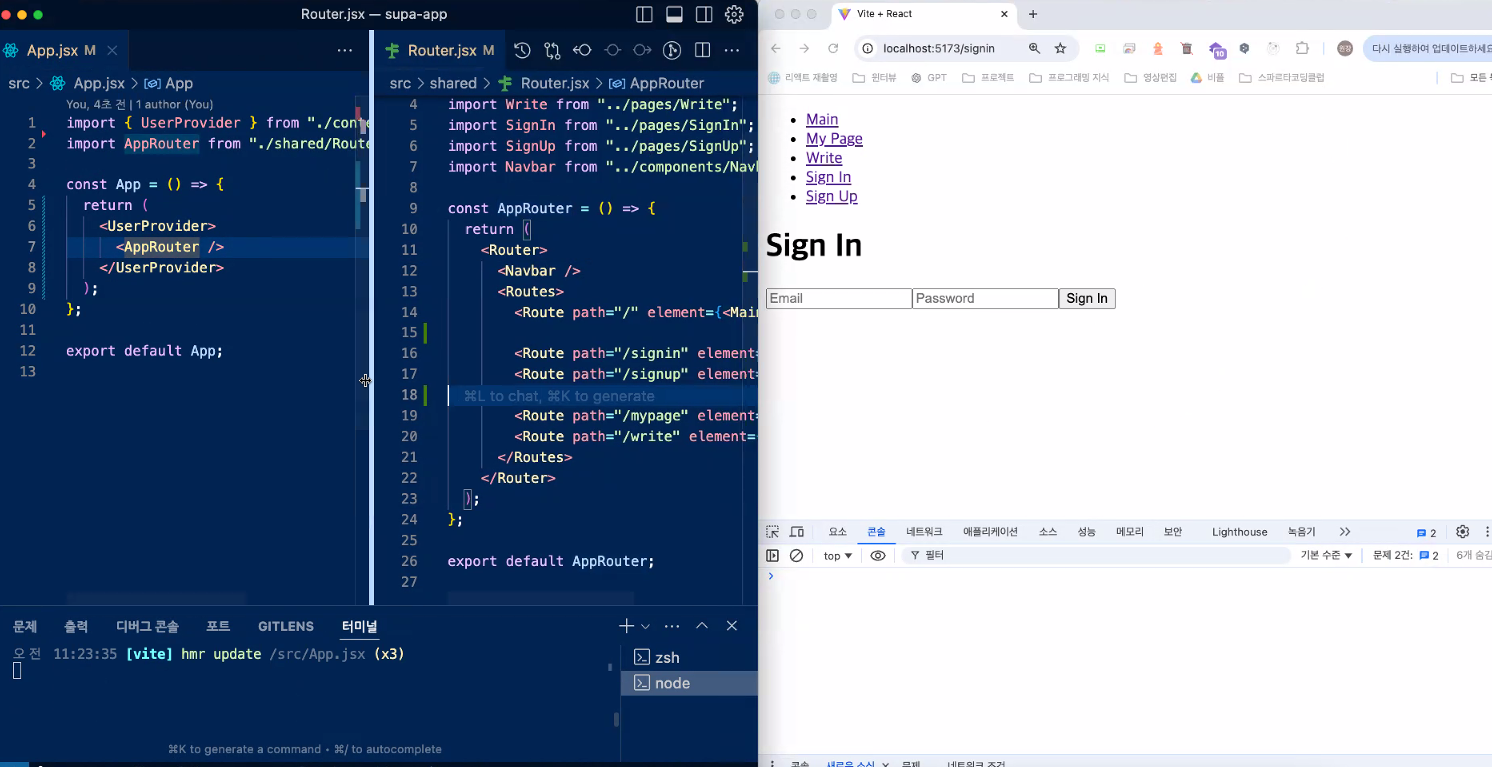 Router.jsx — supa-app
App.jsx M
src > App.jsx > App
You, 4초 전 | 1 author (You)
1 import { UserProvider } from "./conte
2 import AppRouter from "./shared/Route
3
4 const App = () => {
5 return (
6 <UserProvider>
7 <AppRouter />
8 </UserProvider>
9 );
10 };
11
12 export default App;
13
Router.jsx M
src > shared > Router.jsx > AppRouter
4 import Write from "../pages/Write";
5 import SignIn from "../pages/SignIn";
6 import SignUp from "../pages/SignUp";
7 import Navbar from "../components/Nav
8
9 const AppRouter = () => {
10 return (
11 <Router>
12 <Navbar />
13 <Routes>
14 <Route path="/" element={<Mai
15
16 <Route path="/signin" element=
17 <Route path="/signup" element=
18 ⌘L to chat, ⌘K to generate
19 <Route path="/mypage" element=
20 <Route path="/write" element=
21 </Routes>
22 </Router>
23 );
24 };
25
26 export default AppRouter;
27
문제 출력 디버그 콘솔 포트 GITLENS 터미널
오전 11:23:35 [vite] hmr update /src/App.jsx (x3)
zsh
node
⌘K to generate a command • ⌘/ to autocomplete
Vite + React
localhost:5173/signin
10
현창
다시 실행하여 업데이트하세요
리액트 재촬영 원티뷰 GPT 프로젝트 프로그래밍 지식 영상편집 비플 스파르타코딩클럽 모든
Main
My Page
Write
Sign In
Sign Up
Sign In
Email Password Sign In
요소 콘솔 네트워크 애플리케이션 소스 성능 메모리 보안 Lighthouse 녹음기 2
top 필터 기본 수준 문제 2건: 2 6개 숨김
콘솔 새로운 소식 문제 네트워크 조건